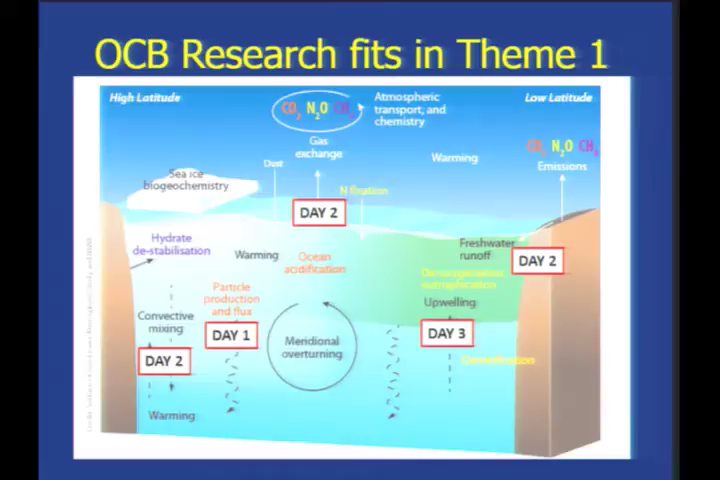 OCB Research fits in Theme 1
High Latitude
CO2 N2O CH4
Atmospheric
transport, and
chemistry
Low Latitude
Gas
exchange
Dust
Warming
CO2 N2O CH4
Emissions
Sea ice
biogeochemistry
N fixation
DAY 2
Hydrate
de-stabilisation
Warming
Ocean
acidification
Freshwater
runoff
DAY 2
Particle
production
and flux
Upwelling
Convective
mixing
DAY 1
Meridional
overturning
DAY 3
DAY 2
Warming